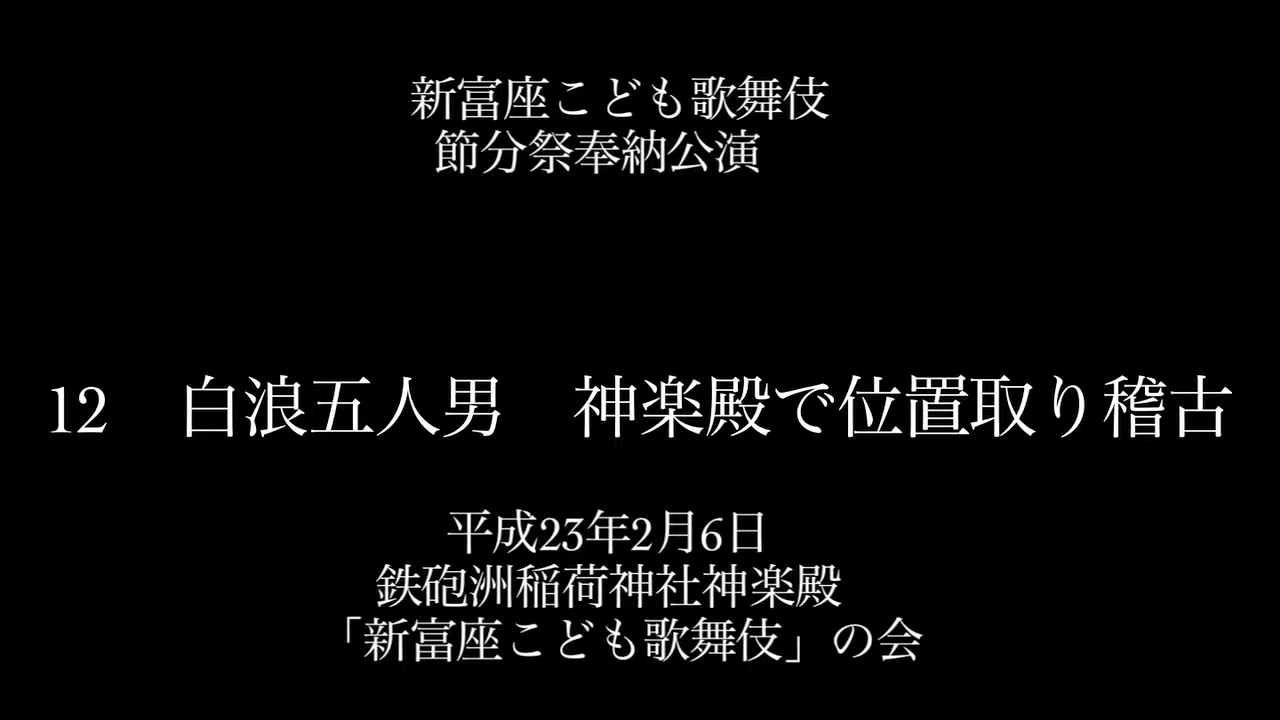 新富座こども歌舞伎
節分祭奉納公演
12　白浪五人男　神楽殿で位置取り稽古
平成23年2月6日
鉄砲洲稲荷神社神楽殿
「新富座こども歌舞伎」の会